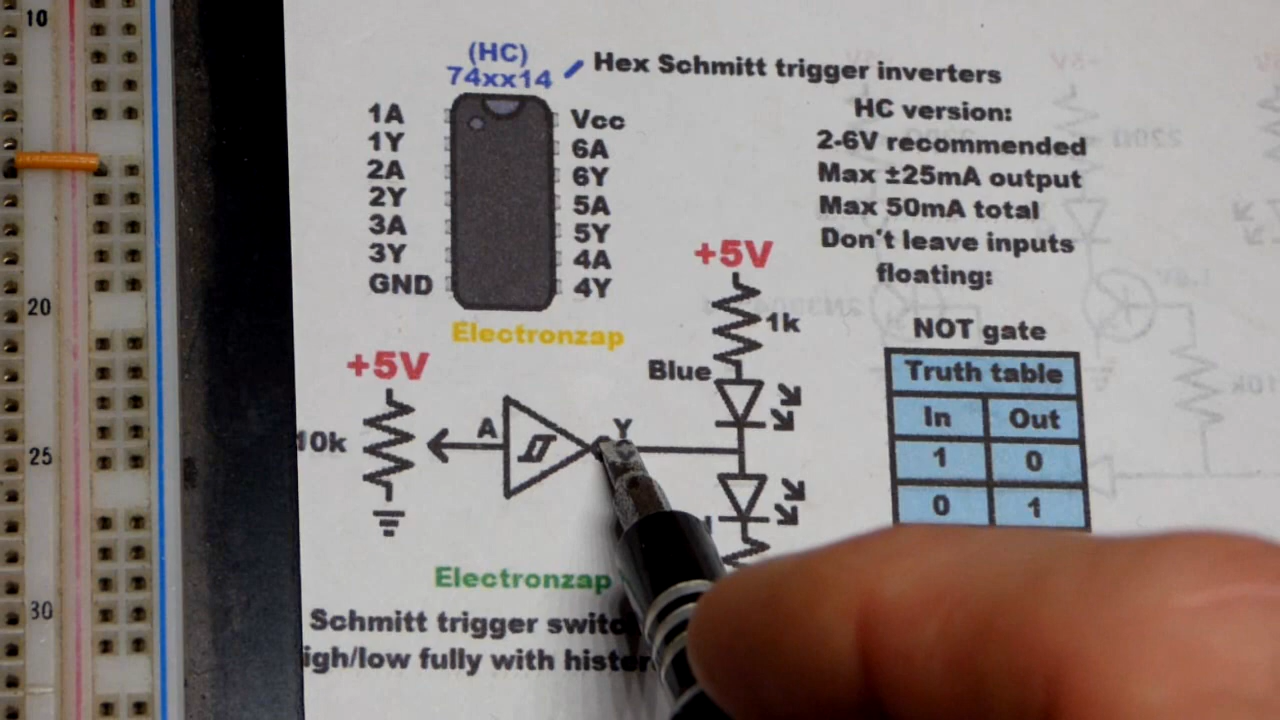 10
20
25
30
(HC)
74xx14
Hex Schmitt trigger inverters
1A
1Y
2A
2Y
3A
3Y
GND
Vcc
6A
6Y
5A
5Y
4A
4Y
Electronzap
HC version:
2-6V recommended
Max ±25mA output
Max 50mA total
Don't leave inputs
floating:
+5V
1k
Blue
+5V
10k
A
Y
NOT gate
Truth table
In Out
1 0
0 1
Electronzap
Schmitt trigger
fully with